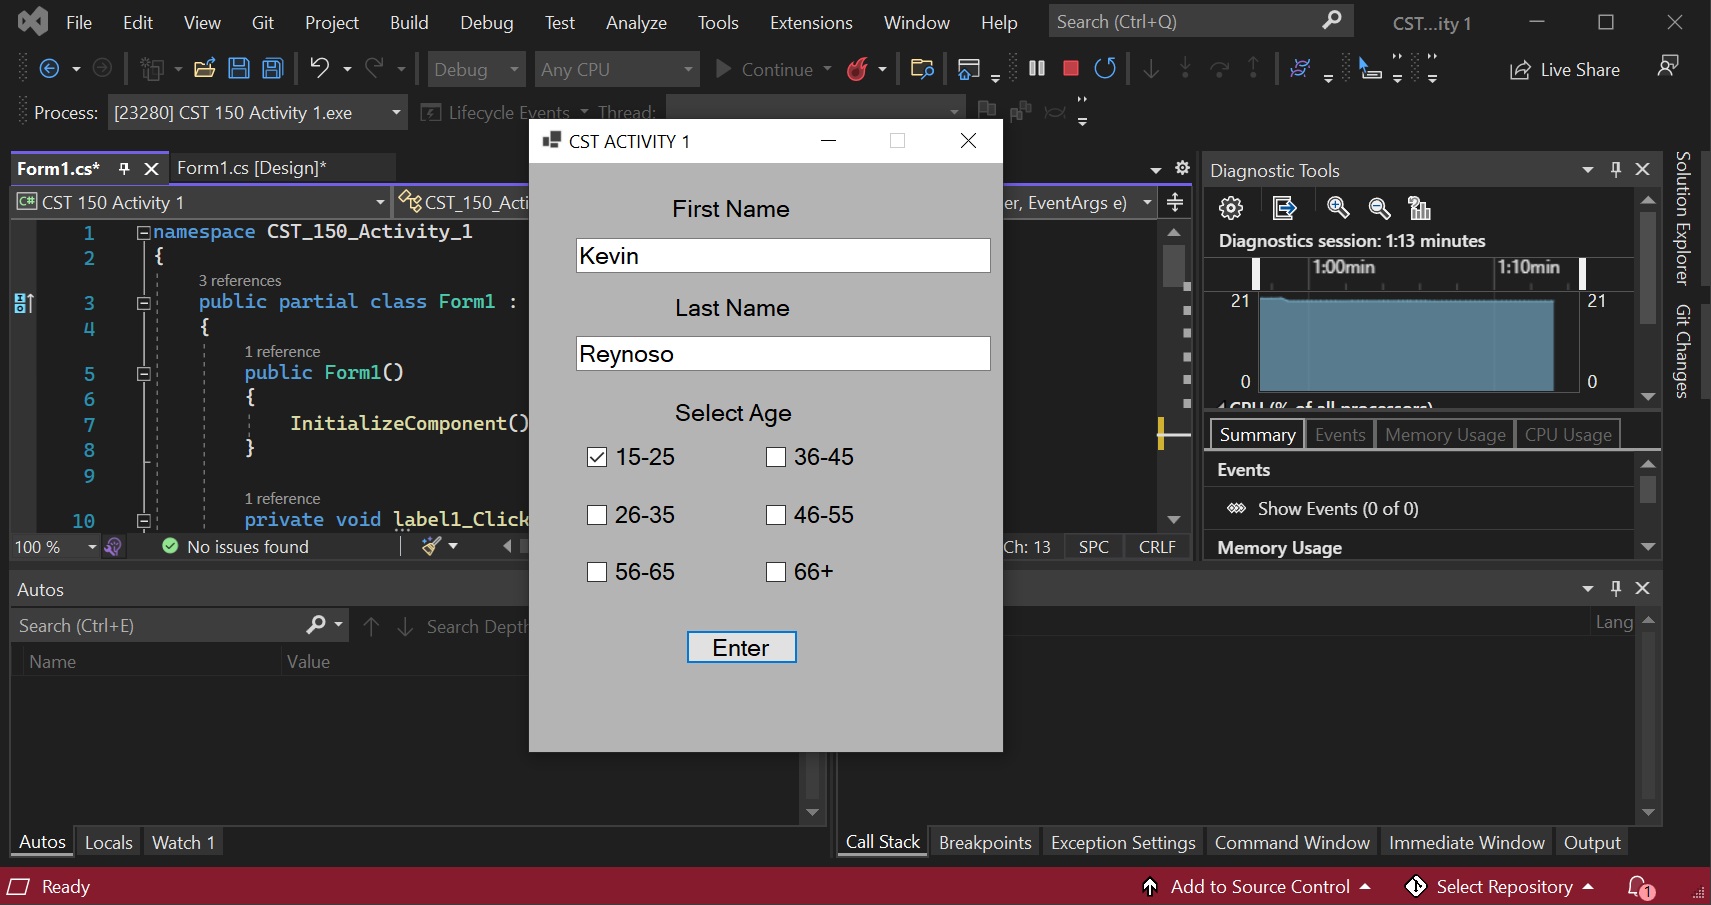 File Edit View Git Project Build Debug Test Analyze Tools Extensions Window Help Search (Ctrl+Q) CST...ity 1
Debug Any CPU Continue Live Share
Process: [23280] CST 150 Activity 1.exe Lifecycle Events Thread:
CST ACTIVITY 1
First Name
Kevin
Last Name
Reynoso
Select Age
15-25 36-45
26-35 46-55
56-65 66+
Enter
Form1.cs* Form1.cs [Design]*
C# CST 150 Activity 1 CST_150_Acti er, EventArgs e)
1 namespace CST_150_Activity_1
2 {
3 references
3 public partial class Form1 :
4 {
1 reference
5 public Form1()
6 {
7 InitializeComponent()
8 }
9
1 reference
10 private void label1_Click
100 % No issues found Ch: 13 SPC CRLF
Diagnostic Tools
Diagnostics session: 1:13 minutes
1:00min 1:10min
21 21
0 0
CPU (% of all processors)
Summary Events Memory Usage CPU Usage
Events
Show Events (0 of 0)
Memory Usage
Solution Explorer
Git Changes
Autos
Search (Ctrl+E) Search Depth
Name Value
Lang
Autos Locals Watch 1
Call Stack Breakpoints Exception Settings Command Window Immediate Window Output
Ready Add to Source Control Select Repository 1